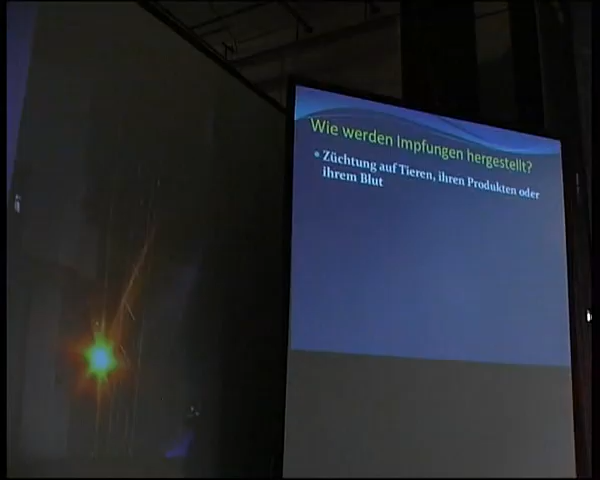 Wie werden Impfungen hergestellt?
Züchtung auf Tieren, ihren Produkten oder
ihrem Blut